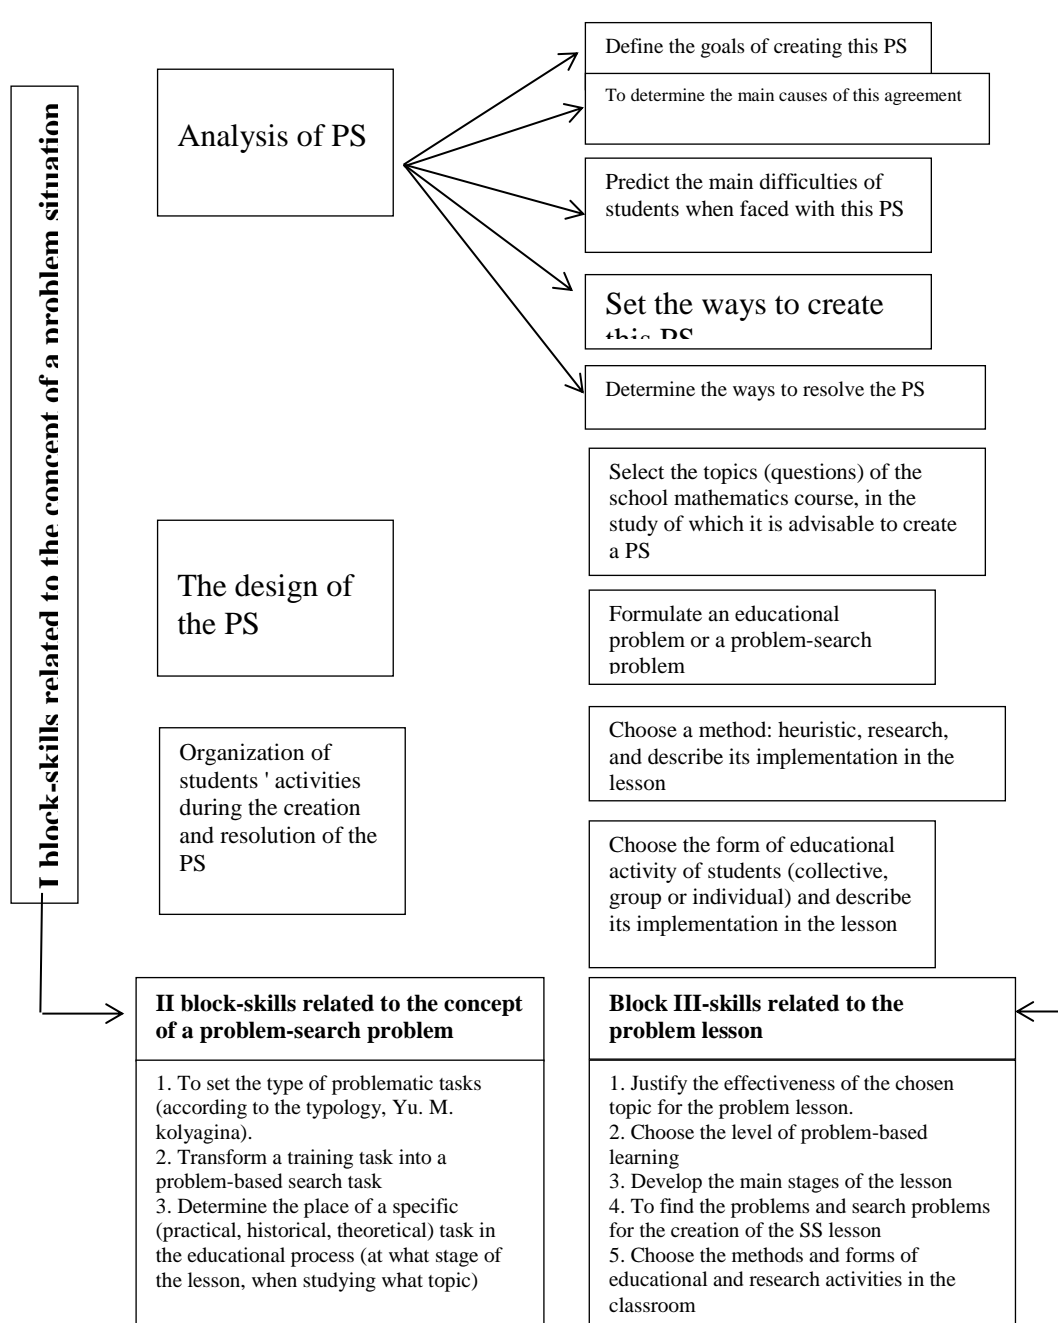 I block-skills related to the concept of a problem situation
Analysis of PS
Define the goals of creating this PS
To determine the main causes of this agreement
Predict the main difficulties of
students when faced with this PS
Set the ways to create
this PS
Determine the ways to resolve the PS
The design of
the PS
Select the topics (questions) of the
school mathematics course, in the
study of which it is advisable to create
a PS
Formulate an educational
problem or a problem-search
problem
Organization of
students ' activities
during the creation
and resolution of the
PS
Choose a method: heuristic, research,
and describe its implementation in the
lesson
Choose the form of educational
activity of students (collective,
group or individual) and describe
its implementation in the lesson
II block-skills related to the concept
of a problem-search problem
1. To set the type of problematic tasks
(according to the typology, Yu. M.
kolyagina).
2. Transform a training task into a
problem-based search task
3. Determine the place of a specific
(practical, historical, theoretical) task in
the educational process (at what stage of
the lesson, when studying what topic)
Block III-skills related to the
problem lesson
1. Justify the effectiveness of the chosen
topic for the problem lesson.
2. Choose the level of problem-based
learning
3. Develop the main stages of the lesson
4. To find the problems and search problems
for the creation of the SS lesson
5. Choose the methods and forms of
educational and research activities in the
classroom